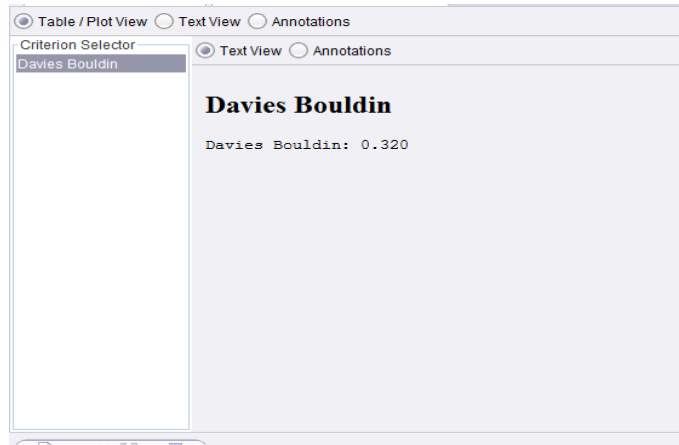 Table / Plot View Text View Annotations
Criterion Selector
Davies Bouldin
Text View Annotations
Davies Bouldin
Davies Bouldin: 0.320